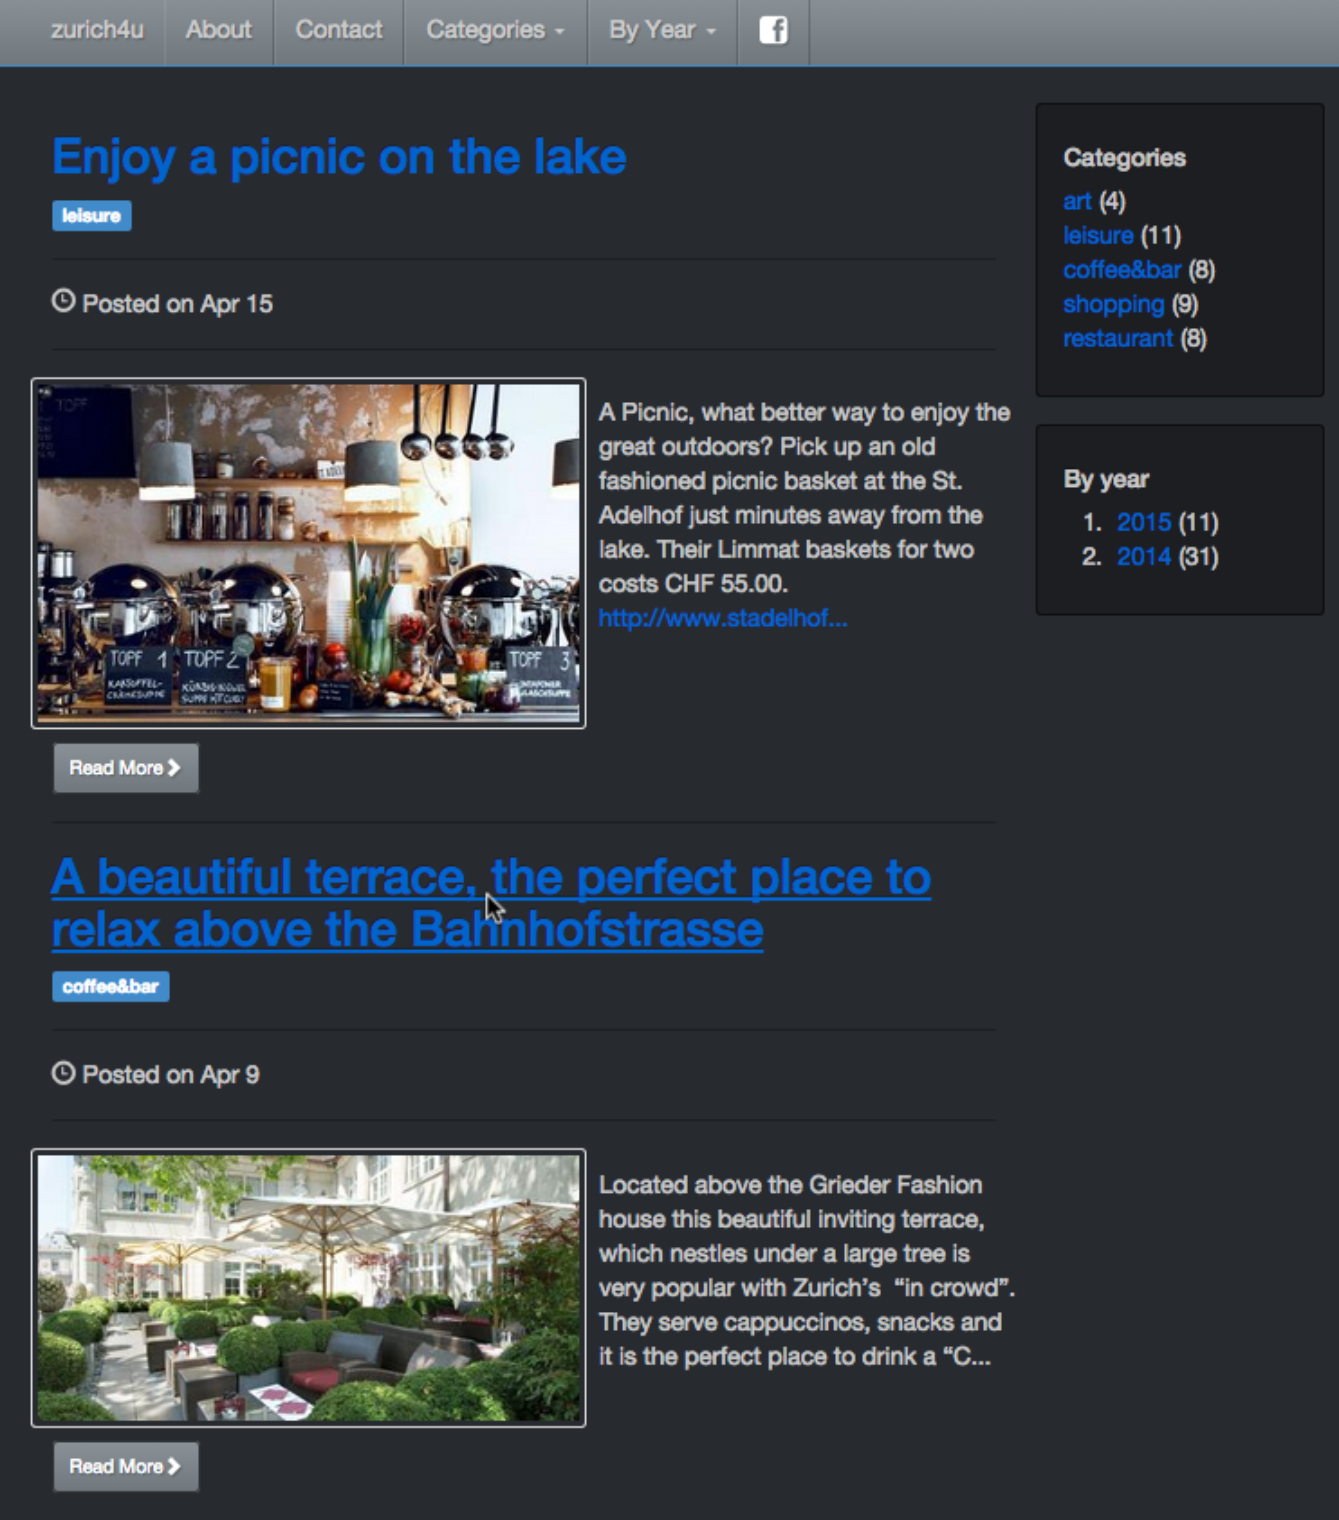 zurich4u About Contact Categories By Year
Enjoy a picnic on the lake
leisure
Posted on Apr 15
TOPF
TOPF 1
TOPF 2
TOPF 3
A Picnic, what better way to enjoy the
great outdoors? Pick up an old
fashioned picnic basket at the St.
Adelhof just minutes away from the
lake. Their Limmat baskets for two
costs CHF 55.00.
http://www.stadelhof...
Read More
A beautiful terrace, the perfect place to
relax above the Bahnhofstrasse
coffee&bar
Posted on Apr 9
Located above the Grieder Fashion
house this beautiful inviting terrace,
which nestles under a large tree is
very popular with Zurich's “in crowd”.
They serve cappuccinos, snacks and
it is the perfect place to drink a “C...
Read More
Categories
art (4)
leisure (11)
coffee&bar (8)
shopping (9)
restaurant (8)
By year
1. 2015 (11)
2. 2014 (31)